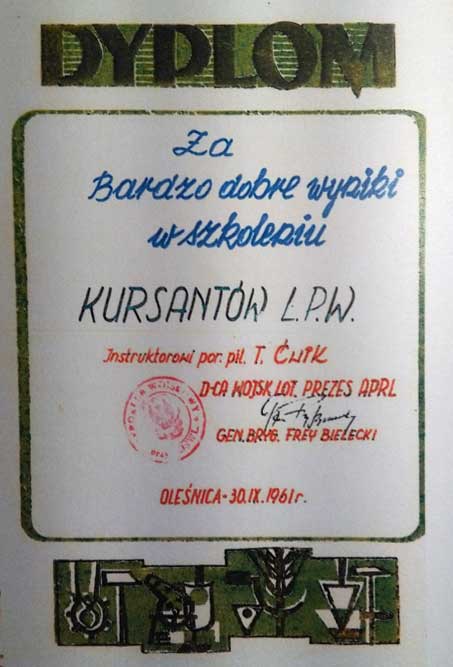 DYPLOM
Za
Bardzo dobre wyniki
w szkoleniu
KURSANTÓW L.P.W.
Instruktorowi por. pil. T. ĆWIK
D-CA WOJSK LOT. PREZES APRL
GEN. BRYG. FREY BIELECKI
OLEŚNICA - 30.IX.1961 r.